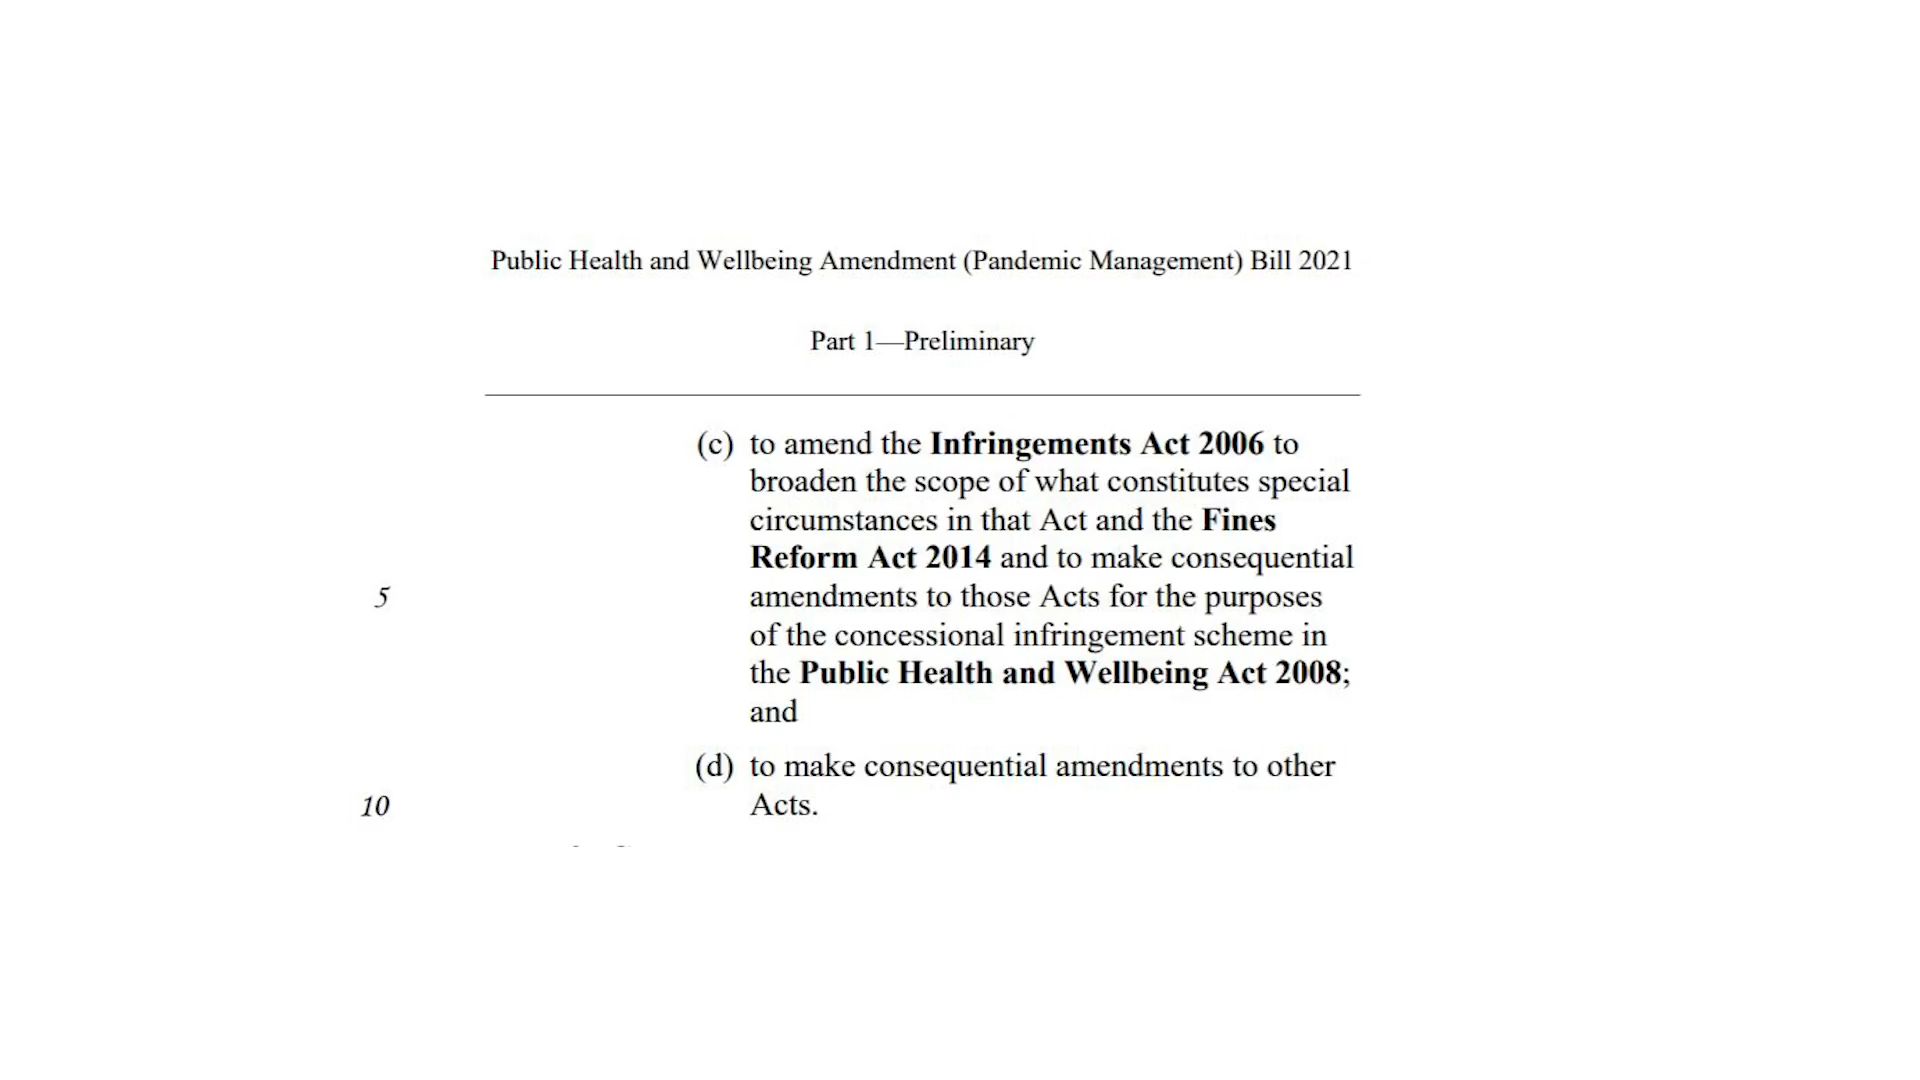 Public Health and Wellbeing Amendment (Pandemic Management) Bill 2021
Part 1—Preliminary
(c) to amend the Infringements Act 2006 to
broaden the scope of what constitutes special
circumstances in that Act and the Fines
Reform Act 2014 and to make consequential
5 amendments to those Acts for the purposes
of the concessional infringement scheme in
the Public Health and Wellbeing Act 2008;
and
(d) to make consequential amendments to other
10 Acts.